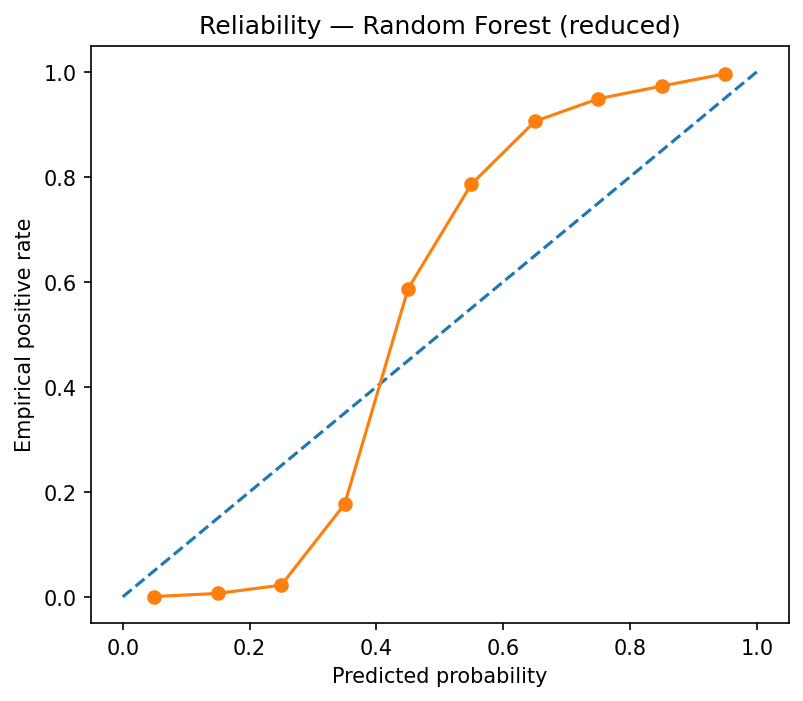 Reliability — Random Forest (reduced)
1.0
0.8
0.6
0.4
0.2
0.0
Empirical positive rate
0.0 0.2 0.4 0.6 0.8 1.0
Predicted probability